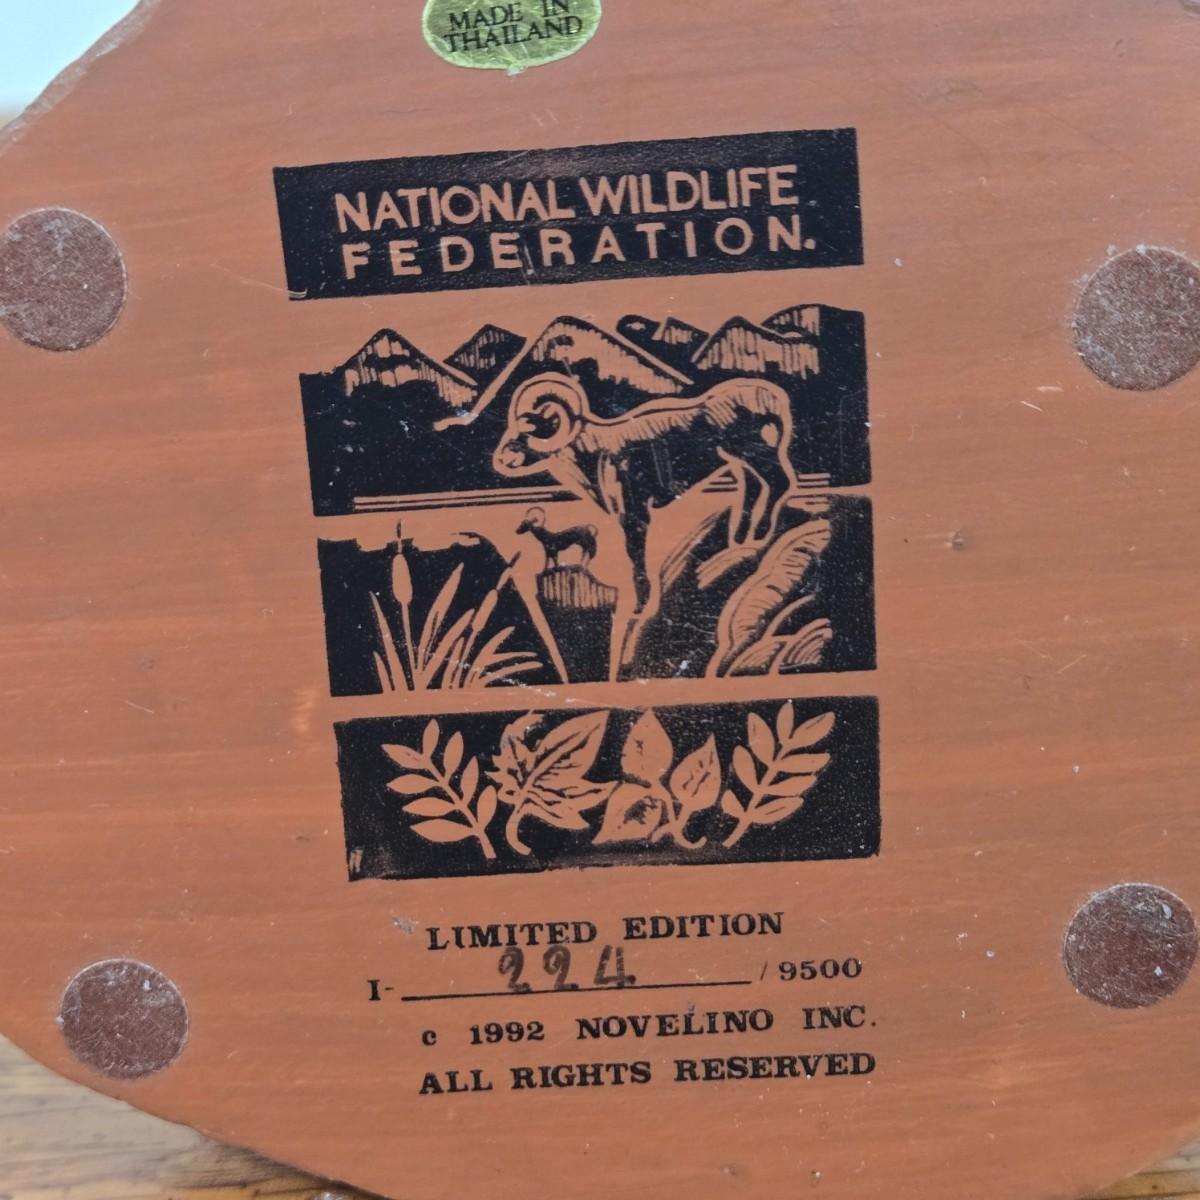 MADE IN
THAILAND
NATIONAL WILDLIFE
FEDERATION.
LIMITED EDITION
I- 224 / 9500
c 1992 NOVELINO INC.
ALL RIGHTS RESERVED